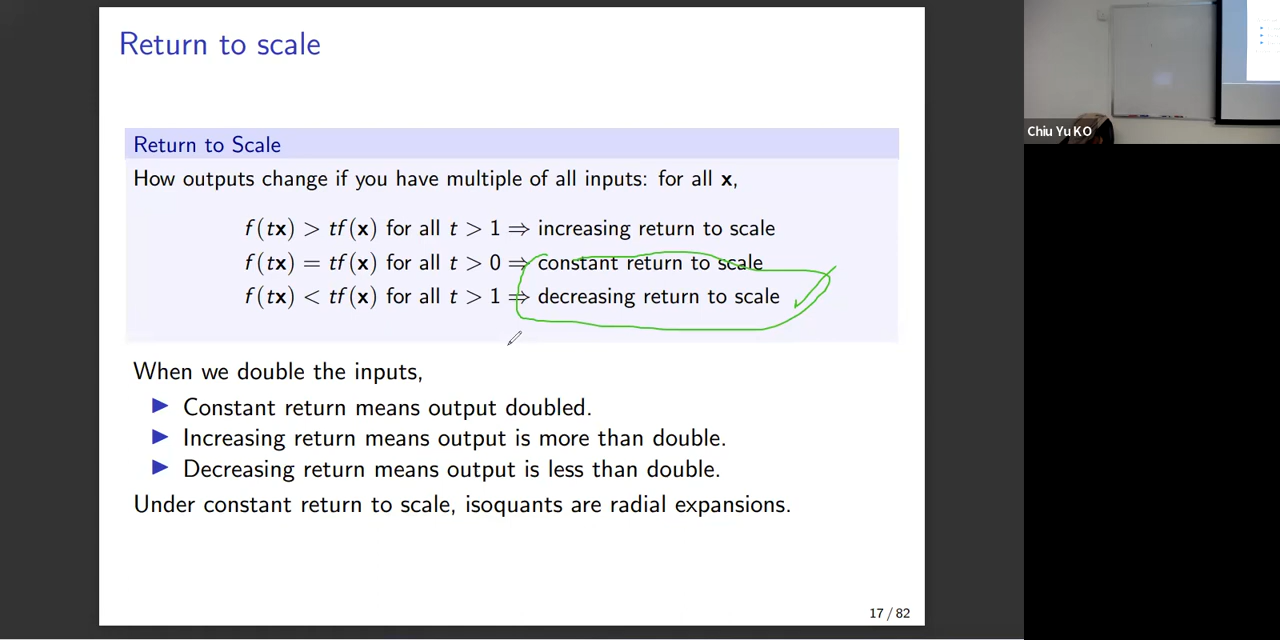 Return to scale
Return to Scale
How outputs change if you have multiple of all inputs: for all x,
f(tx) > tf(x) for all t > 1 ⇒ increasing return to scale
f(tx) = tf(x) for all t > 0 ⇒ constant return to scale
f(tx) < tf(x) for all t > 1 ⇒ decreasing return to scale
When we double the inputs,
▶ Constant return means output doubled.
▶ Increasing return means output is more than double.
▶ Decreasing return means output is less than double.
Under constant return to scale, isoquants are radial expansions.
17 / 82
Chiu Yu KO